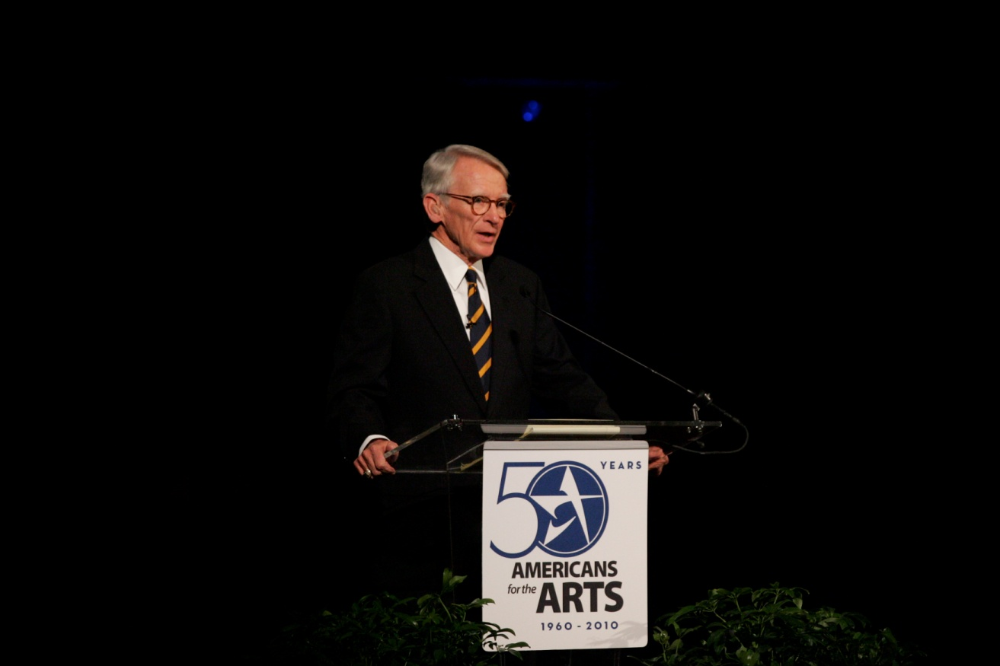 50 YEARS
AMERICANS
for the ARTS
1960 - 2010